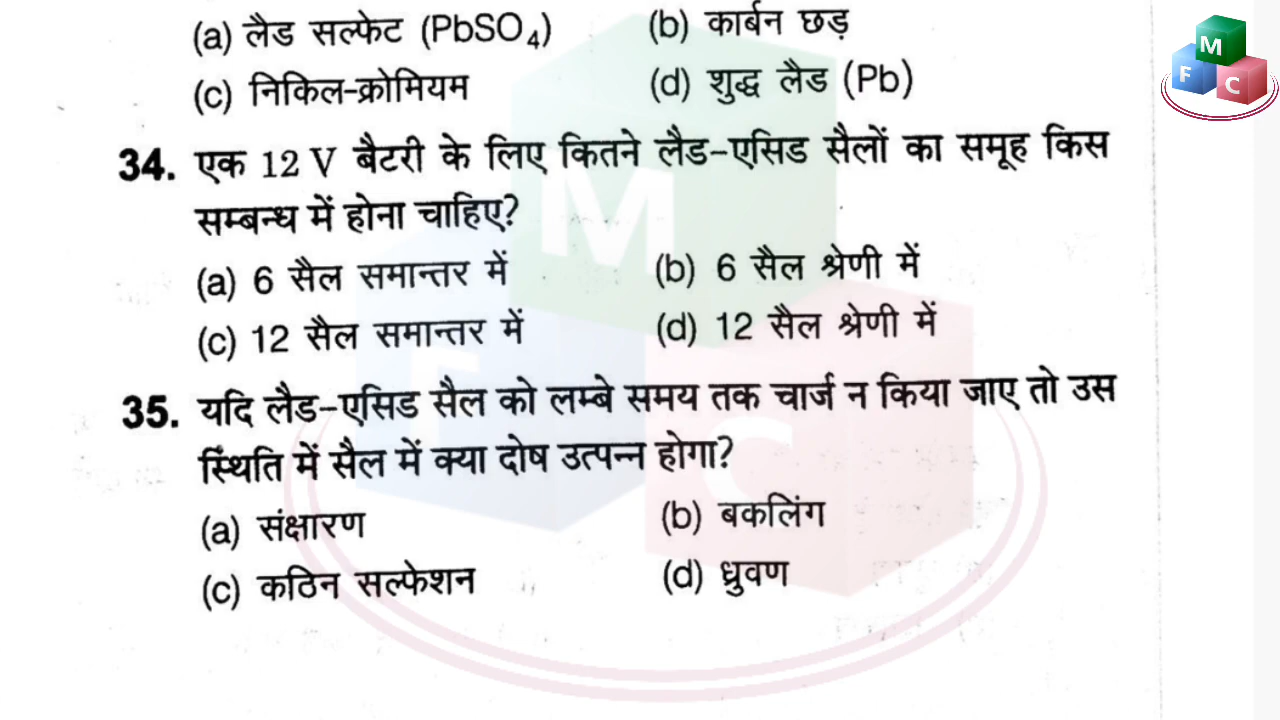 (a) लैड सल्फेट (PbSO₄) (b) कार्बन छड़
(c) निकिल-क्रोमियम (d) शुद्ध लैड (Pb)
34. एक 12 V बैटरी के लिए कितने लैड-एसिड सैलों का समूह किस
सम्बन्ध में होना चाहिए?
(a) 6 सैल समान्तर में (b) 6 सैल श्रेणी में
(c) 12 सैल समान्तर में (d) 12 सैल श्रेणी में
35. यदि लैड-एसिड सैल को लम्बे समय तक चार्ज न किया जाए तो उस
स्थिति में सैल में क्या दोष उत्पन्न होगा?
(a) संक्षारण (b) बकलिंग
(c) कठिन सल्फेशन (d) ध्रुवण
M
F C
M
F C